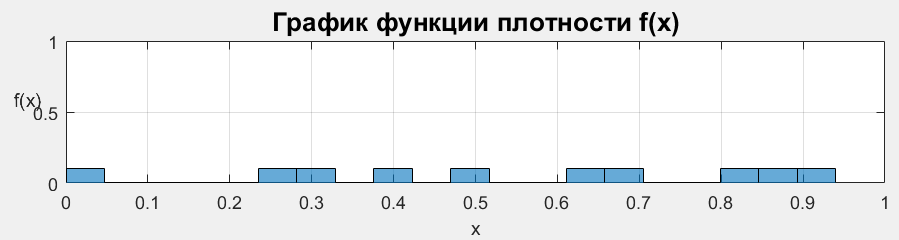 График функции плотности f(x)
1
f(x)
0.5
0
0 0.1 0.2 0.3 0.4 0.5 0.6 0.7 0.8 0.9 1
x